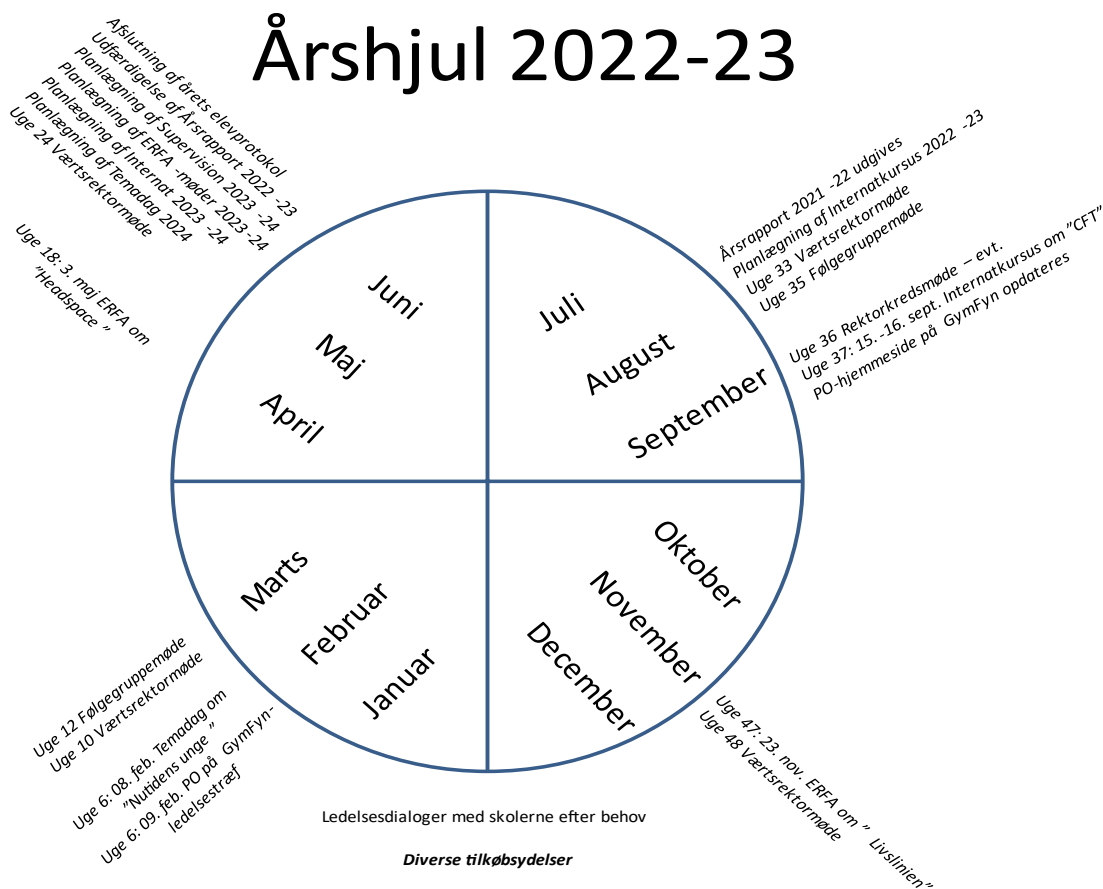 Årshjul 2022-23
Afslutning af årets elevprotokol
Udfærdigelse af Årsrapport 2022 -23
Planlægning af Supervision 2023 -24
Planlægning af ERFA -møder 2023 -24
Planlægning af Internat 2023 -24
Planlægning af Temadag 2024
Uge 24 Værtsrektormøde
Uge 18: 3. maj ERFA om
"Headspace"
Juni
Maj
April
Årsrapport 2021 -22 udgives
Planlægning af Internatkursus 2022 -23
Uge 33 Værtsrektormøde
Uge 35 Følgegruppemøde
Uge 36 Rektorkredsmøde – evt.
Uge 37: 15. -16. sept. Internatkursus om "CFT"
PO-hjemmeside på GymFyn opdateres
Juli
August
September
Marts
Februar
Januar
Uge 12 Følgegruppemøde
Uge 10 Værtsrektormøde
Uge 6: 08. feb. Temadag om
"Nutidens unge"
Uge 6: 09. feb. PO på GymFyn-
ledelsestræf
Oktober
November
December
Uge 47: 23. nov. ERFA om " Livslinien"
Uge 48 Værtsrektormøde
Ledelsesdialoger med skolerne efter behov
Diverse tilkøbsydelser